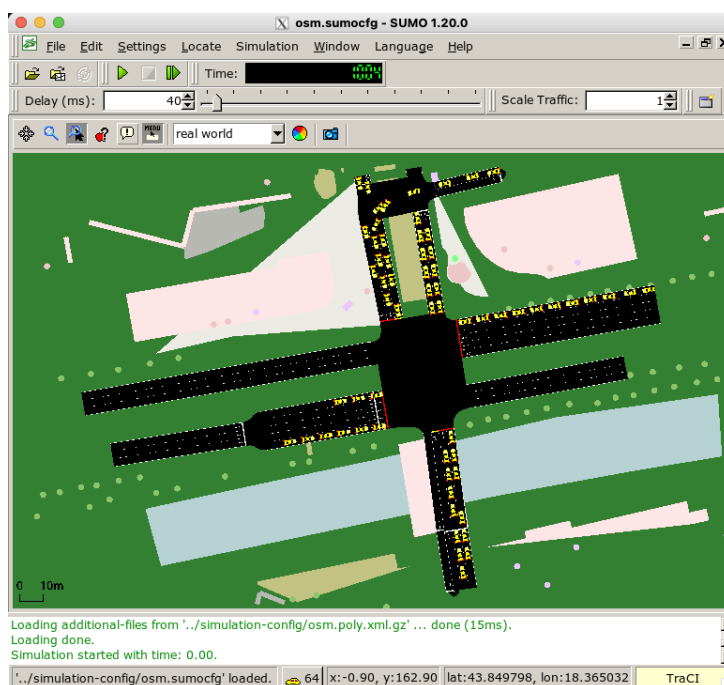 osm.sumocfg - SUMO 1.20.0
File Edit Settings Locate Simulation Window Language Help
Time:
Delay (ms): 40 Scale Traffic: 1
MENU real world
0 10m
Loading additional-files from '../simulation-config/osm.poly.xml.gz' ... done (15ms).
Loading done.
Simulation started with time: 0.00.
'../simulation-config/osm.sumocfg' loaded. 64 x:-0.90, y:162.90 lat:43.849798, lon:18.365032 TraCI